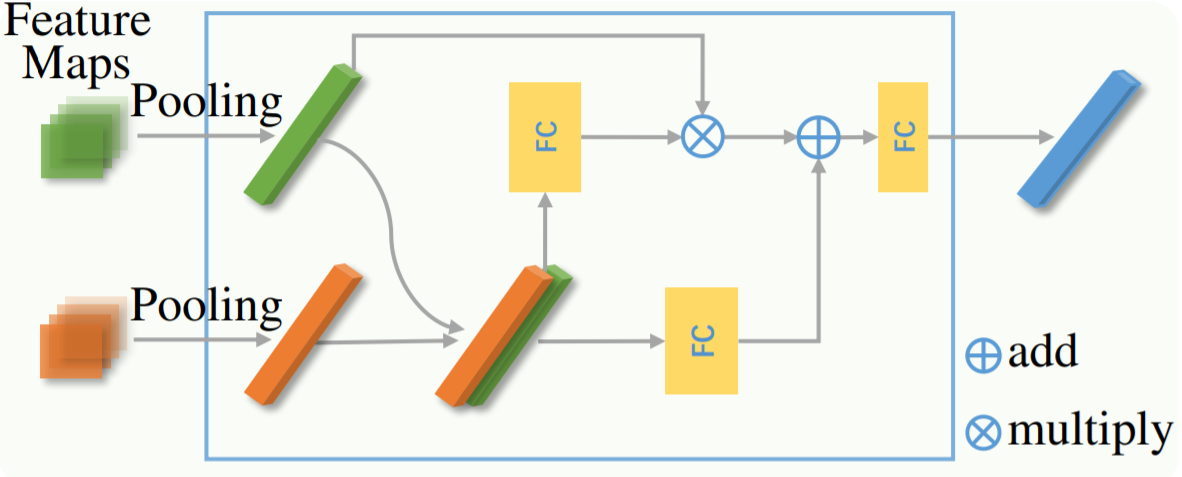 Feature
Maps
Pooling
FC
FC
Pooling
FC
add
multiply